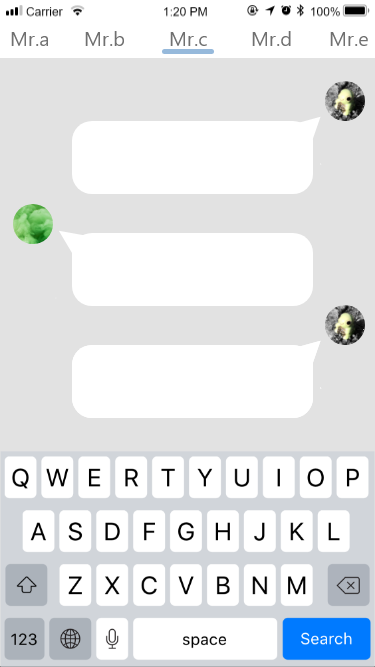 Carrier 1:20 PM 100%
Mr.a Mr.b Mr.c Mr.d Mr.e
Q W E R T Y U I O P
A S D F G H J K L
Z X C V B N M
123 space Search